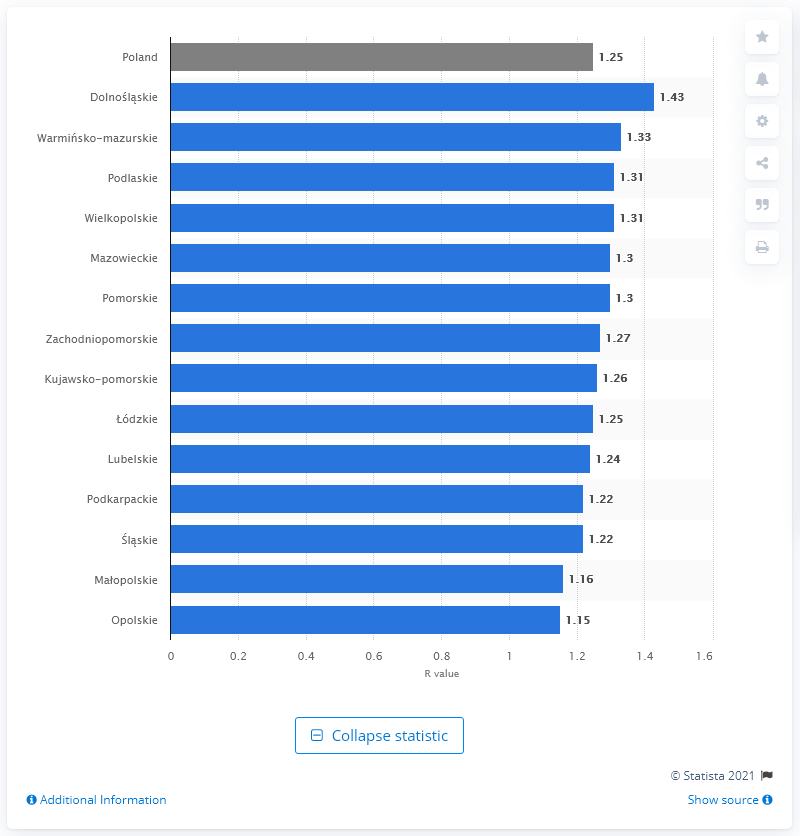 Poland 1.25
Dolnośląskie 1.43
Warmińsko-mazurskie 1.33
Podlaskie 1.31
Wielkopolskie 1.31
Mazowieckie 1.3
Pomorskie 1.3
Zachodniopomorskie 1.27
Kujawsko-pomorskie 1.26
Łódzkie 1.25
Lubelskie 1.24
Podkarpackie 1.22
Śląskie 1.22
Małopolskie 1.16
Opolskie 1.15
0 0.2 0.4 0.6 0.8 1 1.2 1.4 1.6
R value
Collapse statistic
© Statista 2021
Additional Information Show source